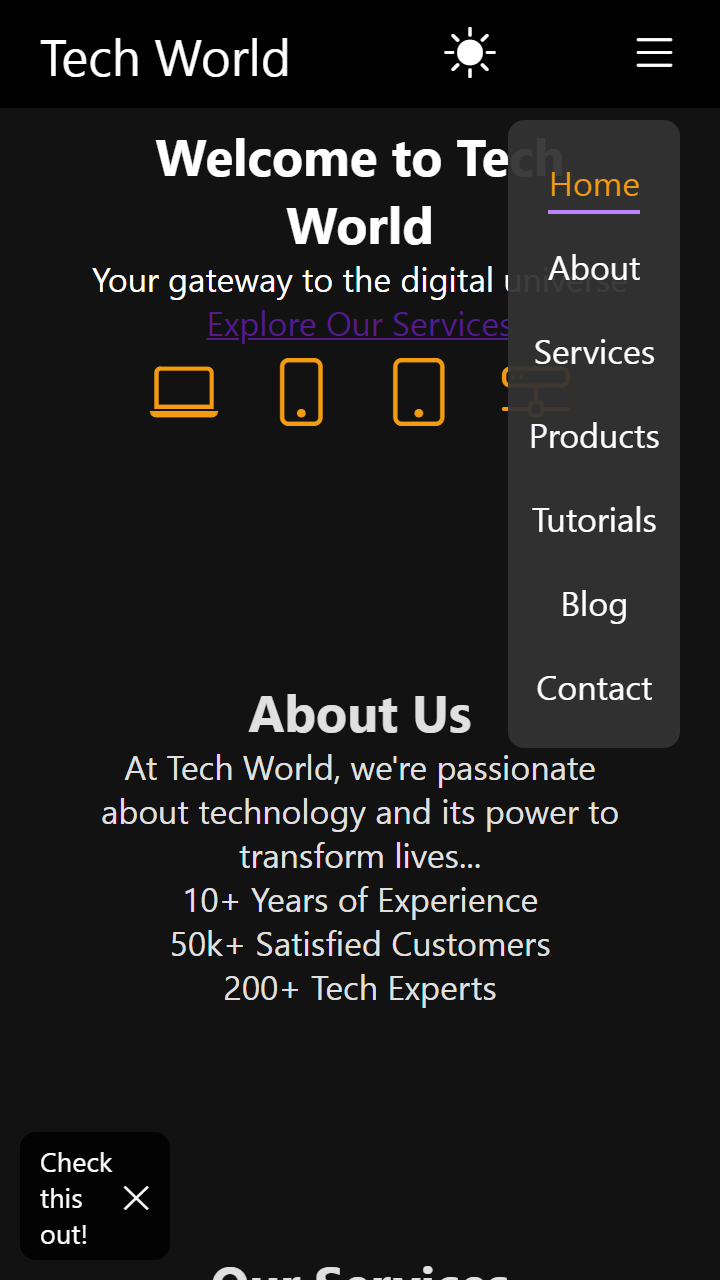 Tech World
Welcome to Tech
World
Your gateway to the digital universe
Explore Our Services
Home
About
Services
Products
Tutorials
Blog
Contact
About Us
At Tech World, we're passionate
about technology and its power to
transform lives...
10+ Years of Experience
50k+ Satisfied Customers
200+ Tech Experts
Check
this
out!
Our Services